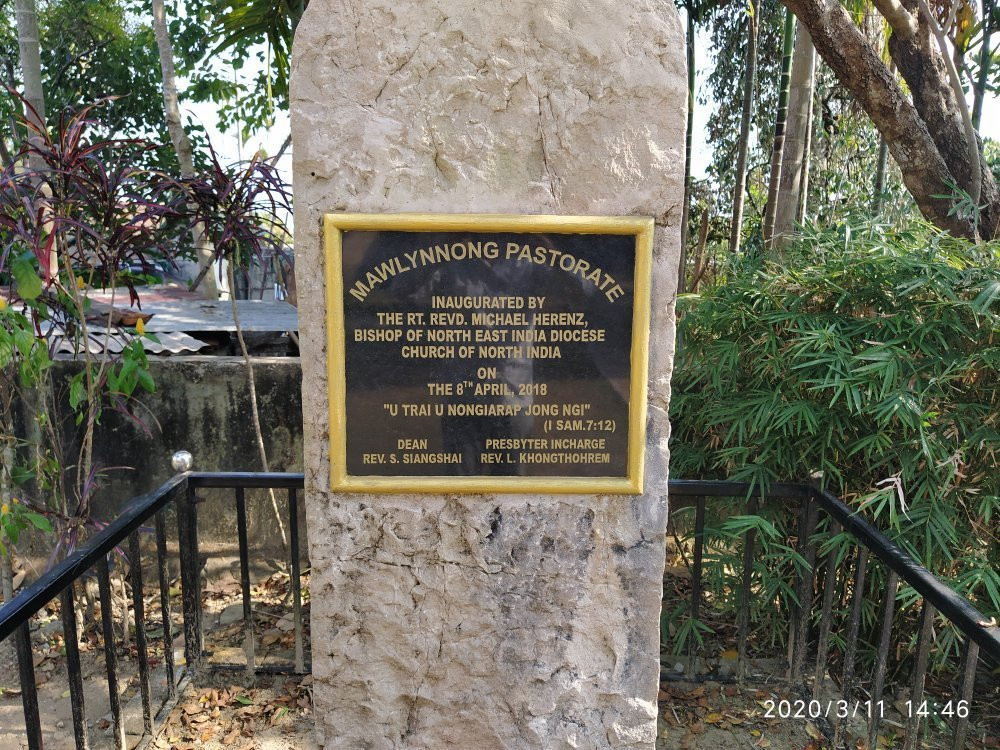 MAWLYNNONG PASTORATE
INAUGURATED BY
THE RT. REVD. MICHAEL HERENZ,
BISHOP OF NORTH EAST INDIA DIOCESE
CHURCH OF NORTH INDIA
ON
THE 8TH APRIL, 2018
"U TRAI U NONGIARAP JONG NGI"
(I SAM.7:12)
DEAN PRESBYTER INCHARGE
REV. S. SIANGSHAI REV. L. KHONGTHOHREM
2020/3/11 14:46